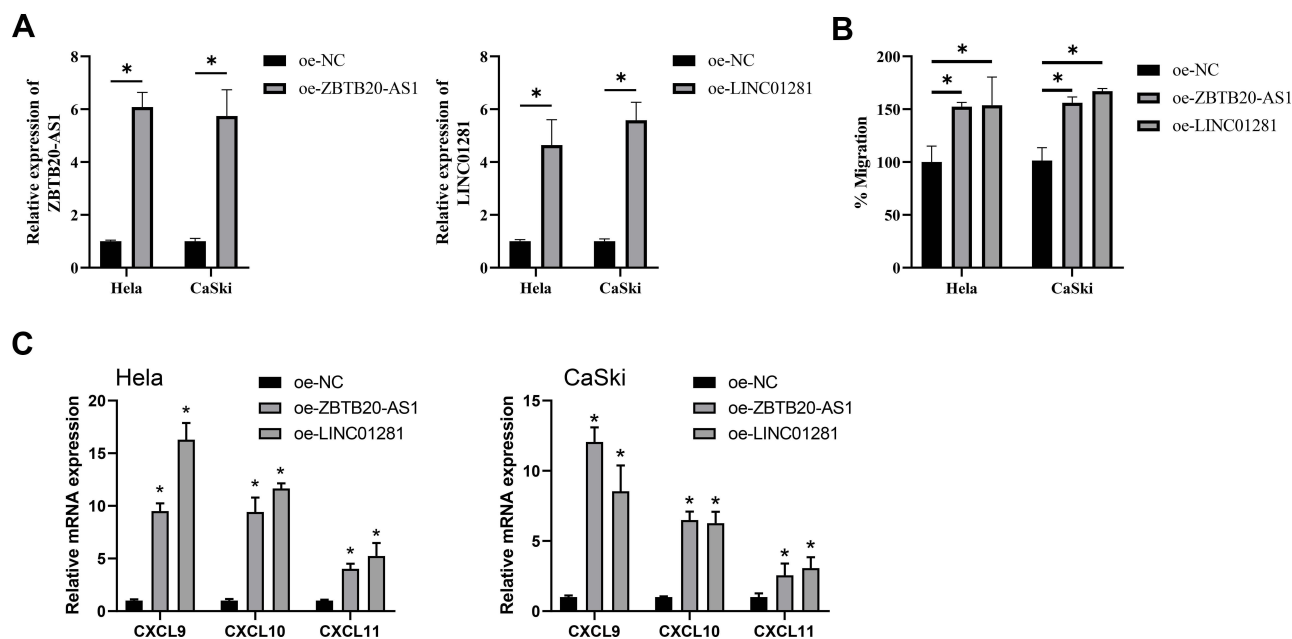 A
Relative expression of
ZBTB20-AS1
8
6
4
2
0
*
*
Hela
CaSki
oe-NC
oe-ZBTB20-AS1
Relative expression of
LINC01281
8
6
4
2
0
*
*
Hela
CaSki
oe-NC
oe-LINC01281
B
% Migration
200
150
100
50
0
*
*
*
*
Hela
CaSki
oe-NC
oe-ZBTB20-AS1
oe-LINC01281
C
Hela
Relative mRNA expression
20
15
10
5
0
*
*
*
*
*
*
CXCL9
CXCL10
CXCL11
oe-NC
oe-ZBTB20-AS1
oe-LINC01281
CaSki
Relative mRNA expression
15
10
5
0
*
*
*
*
*
*
CXCL9
CXCL10
CXCL11
oe-NC
oe-ZBTB20-AS1
oe-LINC01281